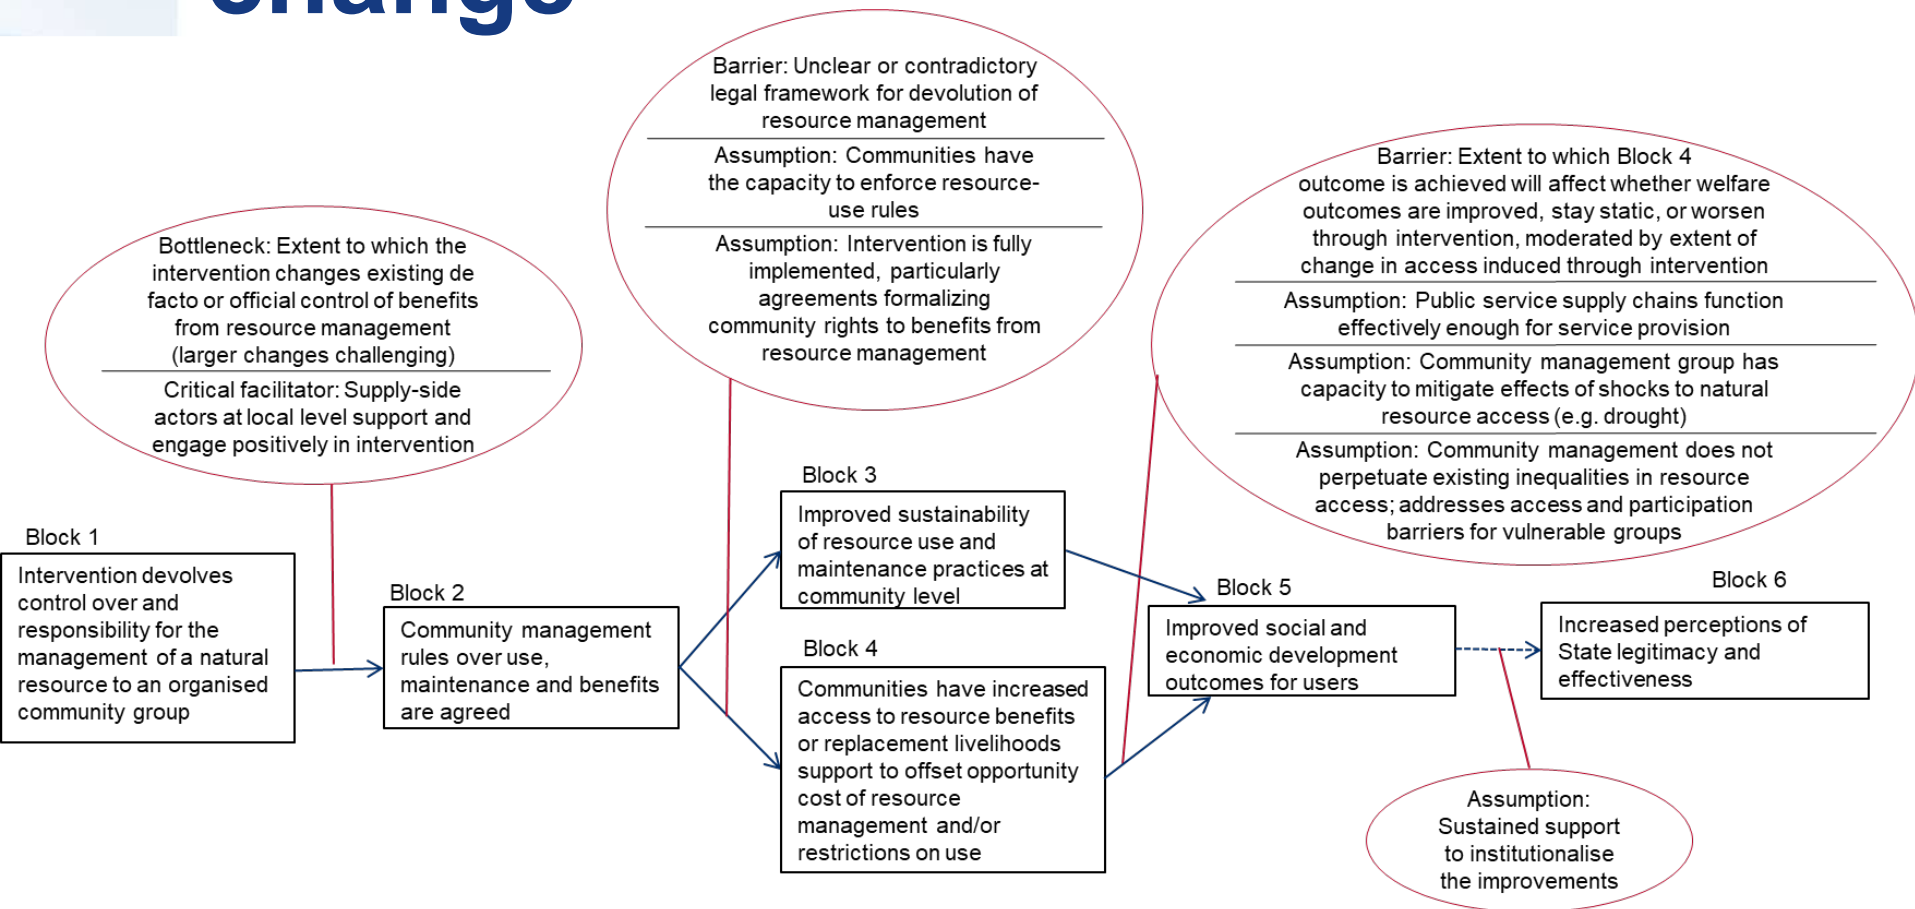 change
Barrier: Unclear or contradictory
legal framework for devolution of
resource management
Assumption: Communities have
the capacity to enforce resource-
use rules
Assumption: Intervention is fully
implemented, particularly
agreements formalizing
community rights to benefits from
resource management
Barrier: Extent to which Block 4
outcome is achieved will affect whether welfare
outcomes are improved, stay static, or worsen
through intervention, moderated by extent of
change in access induced through intervention
Assumption: Public service supply chains function
effectively enough for service provision
Assumption: Community management group has
capacity to mitigate effects of shocks to natural
resource access (e.g. drought)
Assumption: Community management does not
perpetuate existing inequalities in resource
access; addresses access and participation
barriers for vulnerable groups
Bottleneck: Extent to which the
intervention changes existing de
facto or official control of benefits
from resource management
(larger changes challenging)
Critical facilitator: Supply-side
actors at local level support and
engage positively in intervention
Block 1
Intervention devolves
control over and
responsibility for the
management of a natural
resource to an organised
community group
Block 2
Community management
rules over use,
maintenance and benefits
are agreed
Block 3
Improved sustainability
of resource use and
maintenance practices at
community level
Block 4
Communities have increased
access to resource benefits
or replacement livelihoods
support to offset opportunity
cost of resource
management and/or
restrictions on use
Block 5
Improved social and
economic development
outcomes for users
Block 6
Increased perceptions of
State legitimacy and
effectiveness
Assumption:
Sustained support
to institutionalise
the improvements